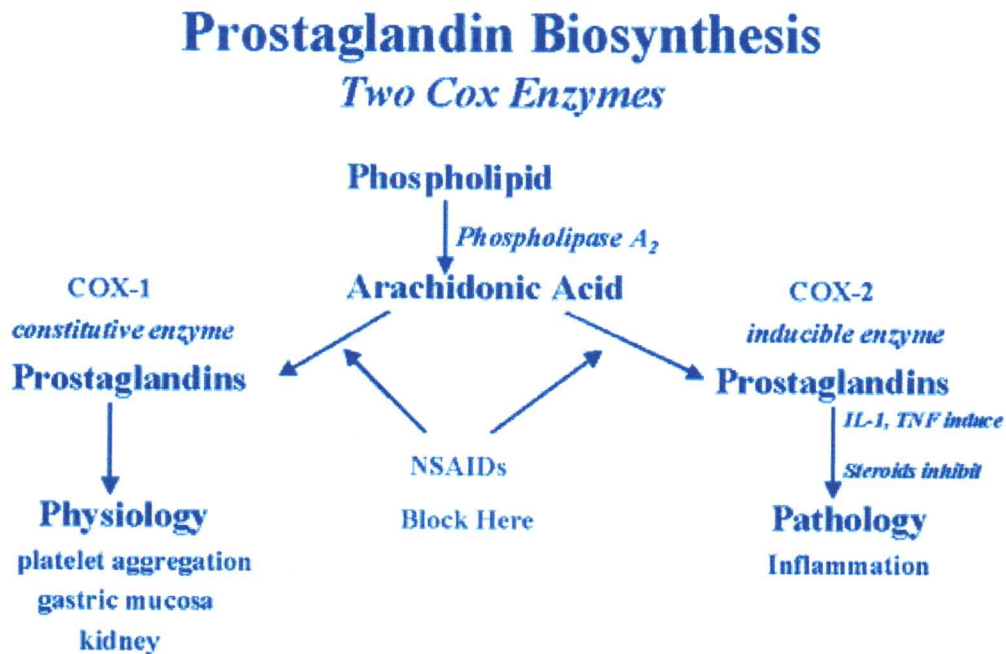 Prostaglandin Biosynthesis
Two Cox Enzymes
Phospholipid
Phospholipase A₂
Arachidonic Acid
COX-1
constitutive enzyme
Prostaglandins
COX-2
inducible enzyme
Prostaglandins
IL-1, TNF induce
Steroids inhibit
NSAIDs
Block Here
Physiology
platelet aggregation
gastric mucosa
kidney
Pathology
Inflammation